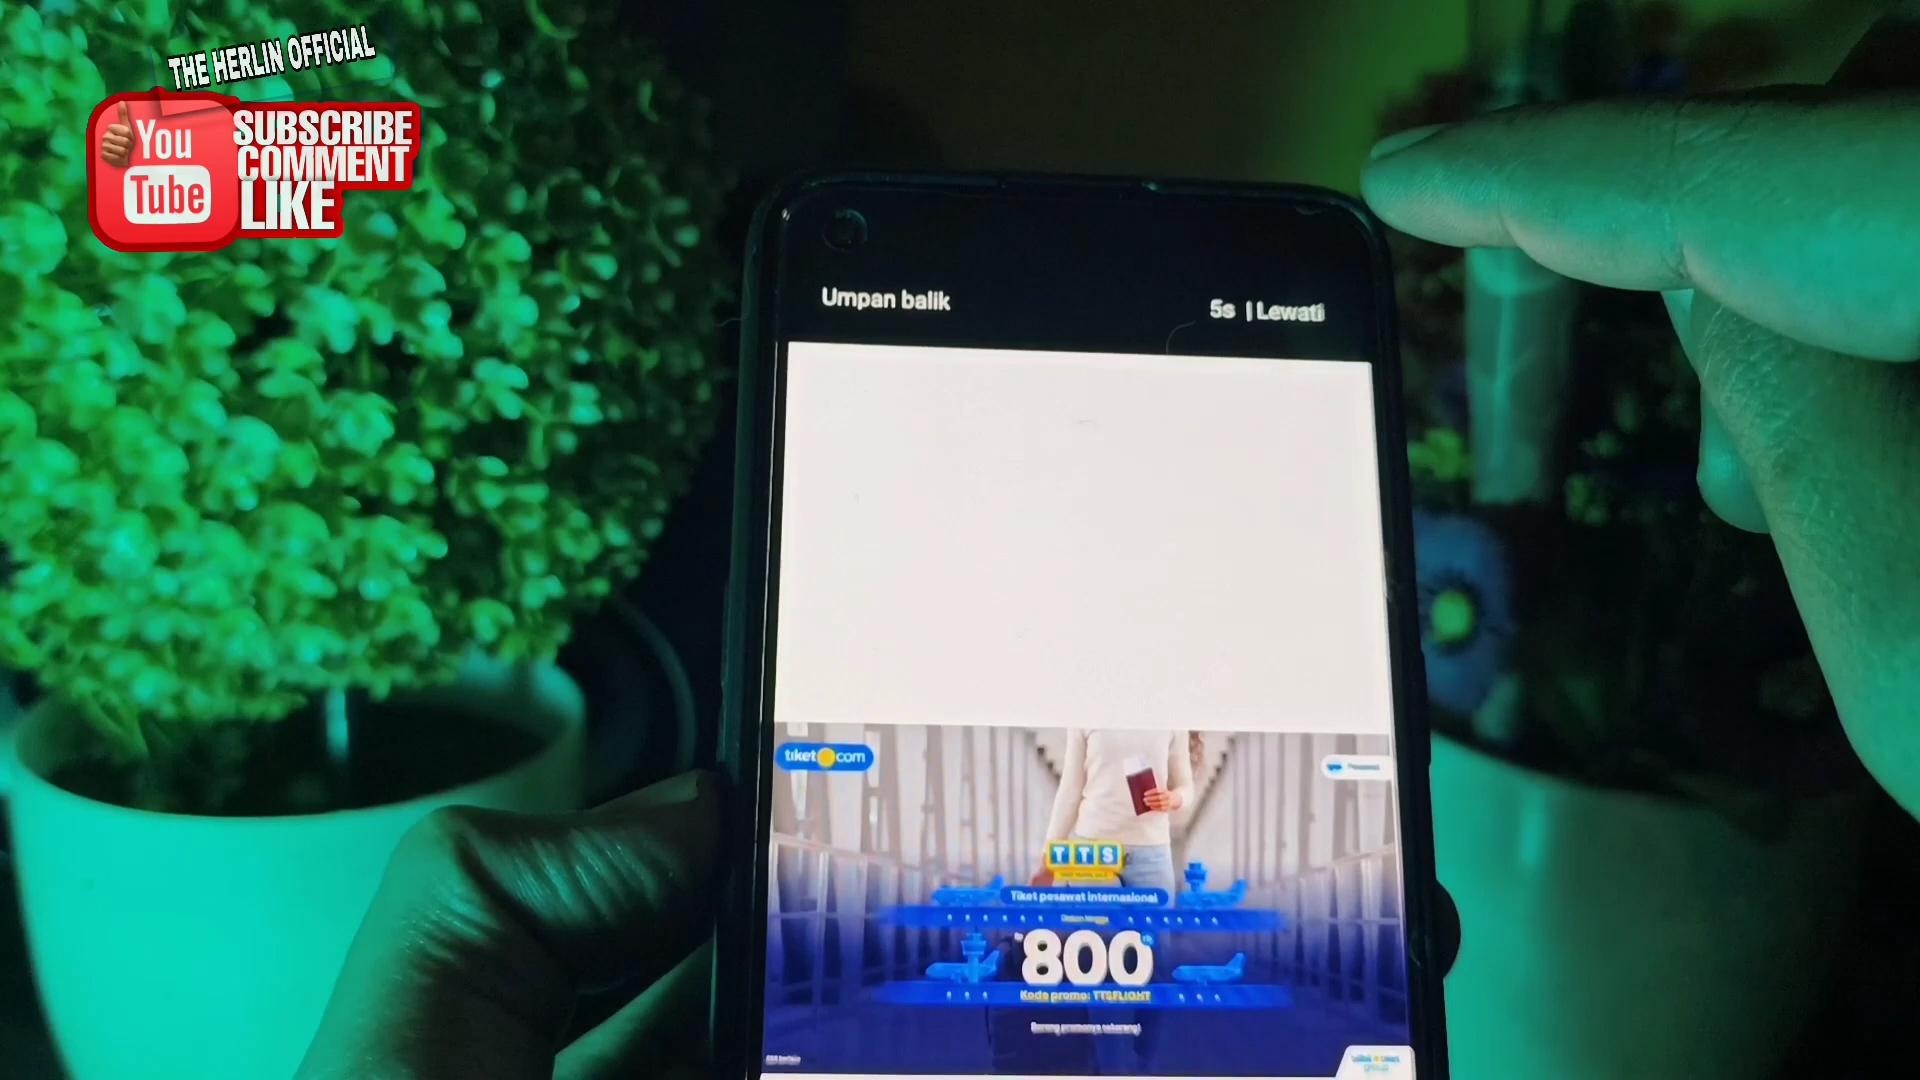 THE HERLIN OFFICIAL
You
Tube
SUBSCRIBE
COMMENT
LIKE
Umpan balik
5s | Lewati
tiket.com
TTS
Tiket pesawat internasional
800
Kode promo: TTSFLIGHT